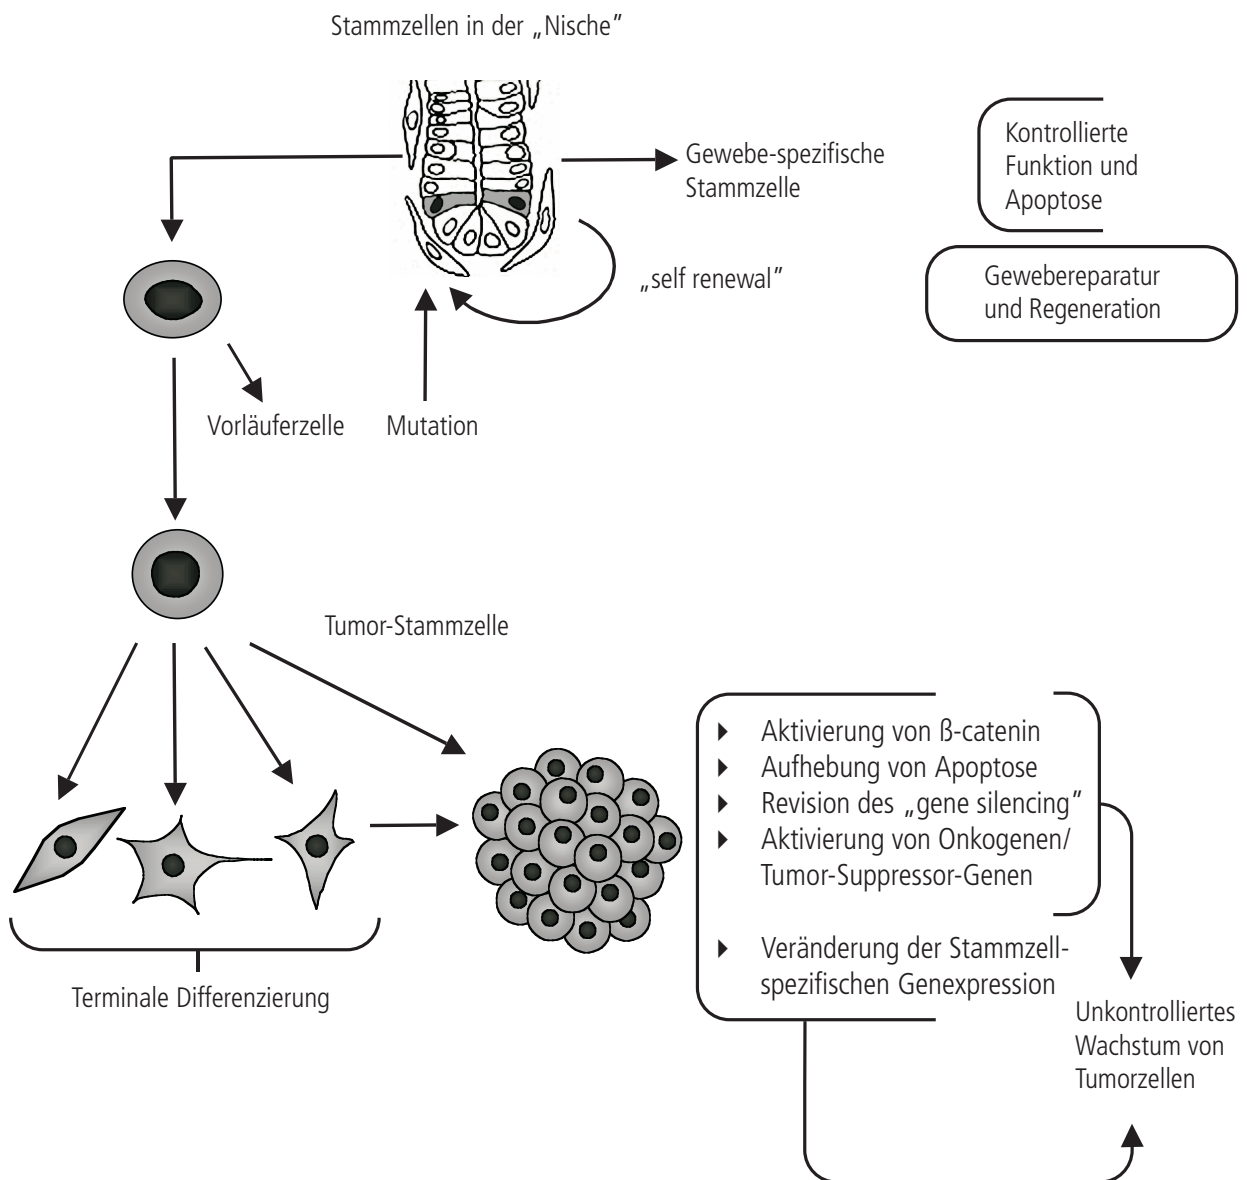 Stammzellen in der „Nische”
Gewebe-spezifische
Stammzelle
Kontrollierte
Funktion und
Apoptose
„self renewal”
Gewebereparatur
und Regeneration
Vorläuferzelle
Mutation
Tumor-Stammzelle
Aktivierung von ß-catenin
Aufhebung von Apoptose
Revision des „gene silencing”
Aktivierung von Onkogenen/
Tumor-Suppressor-Genen
Veränderung der Stammzell-
spezifischen Genexpression
Terminale Differenzierung
Unkontrolliertes
Wachstum von
Tumorzellen